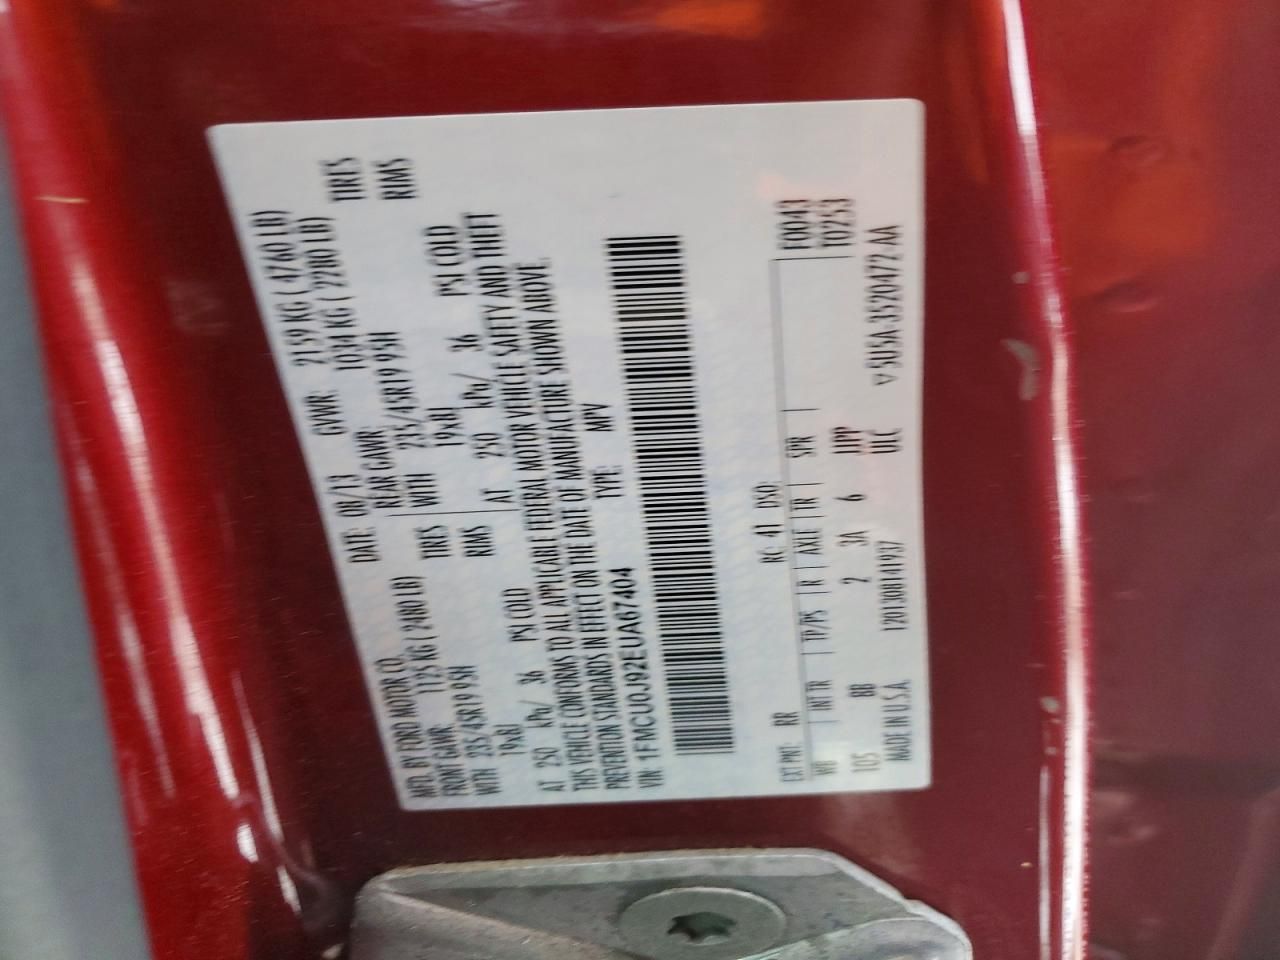 MFD. BY FORD MOTOR CO.
DATE: 08/13 GVWR: 2159 KG ( 4760 LB)
FRONT GAWR: 1125 KG ( 2480 LB)
REAR GAWR: 1034 KG ( 2280 LB)
WITH 235/45R19 95H TIRES
WITH 235/45R19 95H TIRES
19x8J RIMS
19x8J RIMS
AT 250 kPa/ 36 PSI COLD
AT 250 kPa/ 36 PSI COLD
THIS VEHICLE CONFORMS TO ALL APPLICABLE FEDERAL MOTOR VEHICLE SAFETY AND THEFT
PREVENTION STANDARDS IN EFFECT ON THE DATE OF MANUFACTURE SHOWN ABOVE.
VIN: 1FMCU0J92EUA67404 TYPE: MPV
F0043
T0253
EXT PNT: RR RC: 41 DSO:
WB INT TR TP/PS R AXLE TR SPR
105 BB 2 3A 6 JJPP
UEC
MADE IN U.S.A. 120130814193? ▽5U5A-3520472-AA